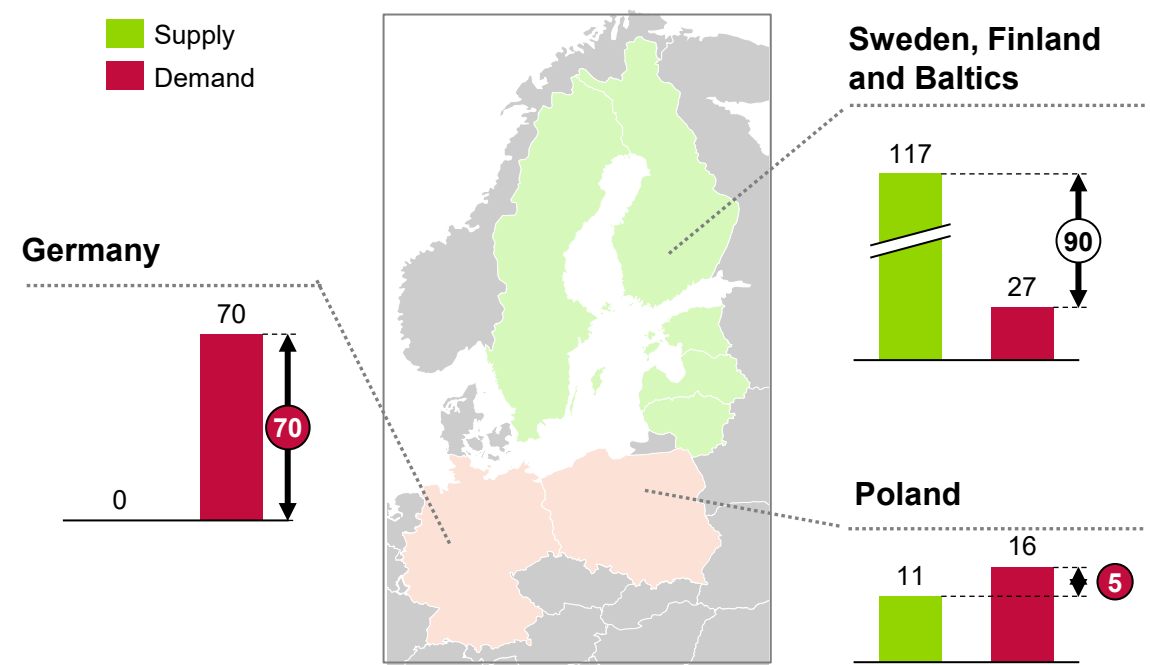 Supply
Demand
Sweden, Finland
and Baltics
117
90
27
Germany
70
70
0
Poland
16
11
5